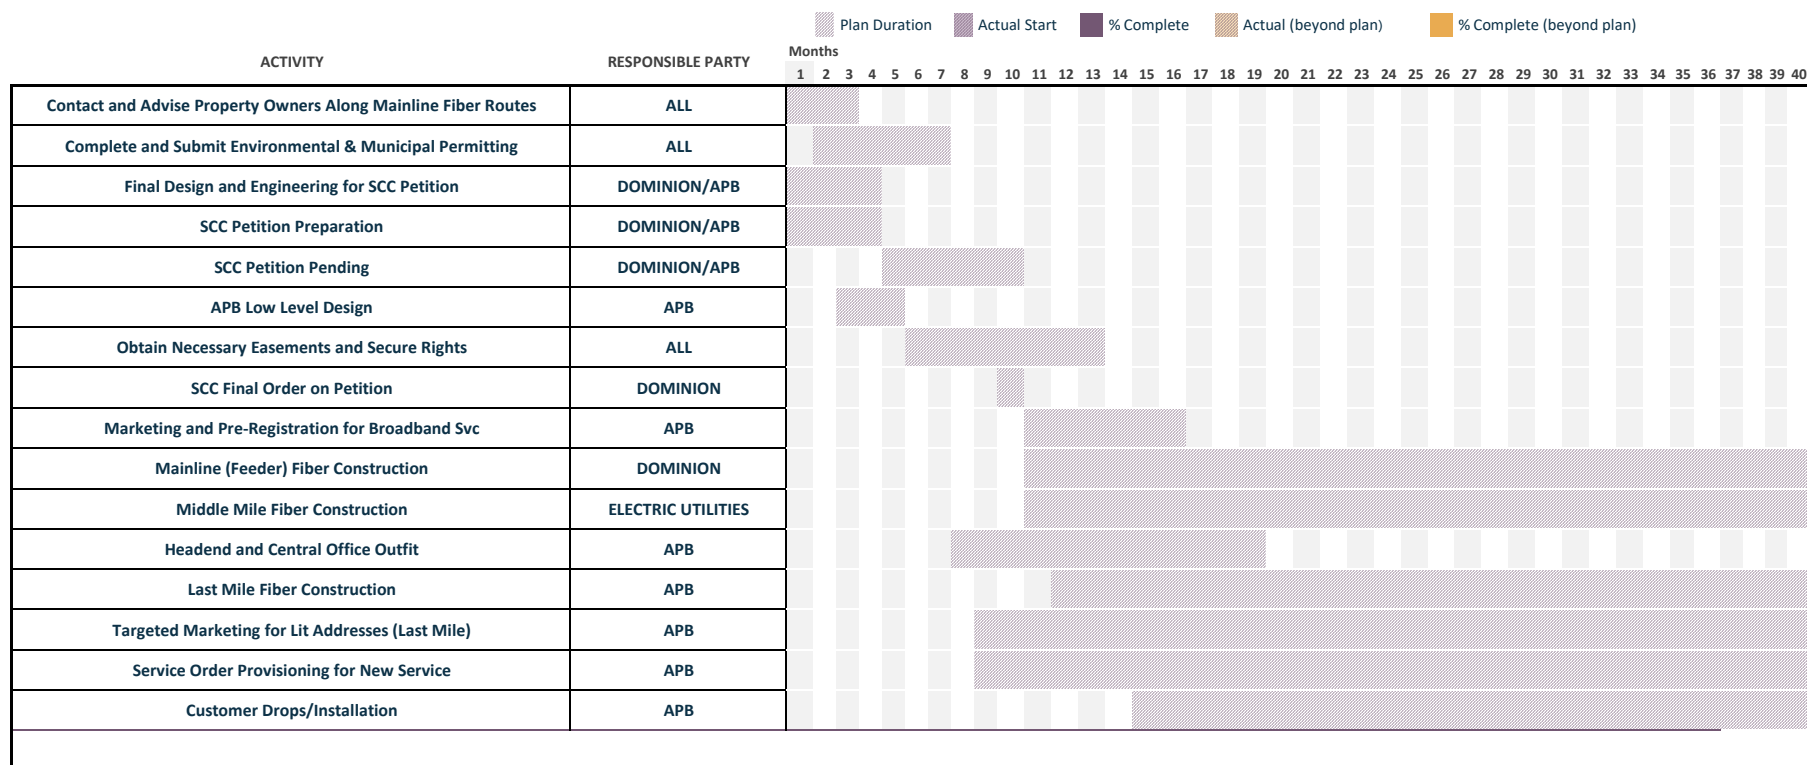 Plan Duration Actual Start % Complete Actual (beyond plan) % Complete (beyond plan)
Months
ACTIVITY RESPONSIBLE PARTY
1 2 3 4 5 6 7 8 9 10 11 12 13 14 15 16 17 18 19 20 21 22 23 24 25 26 27 28 29 30 31 32 33 34 35 36 37 38 39 40
Contact and Advise Property Owners Along Mainline Fiber Routes ALL
Complete and Submit Environmental & Municipal Permitting ALL
Final Design and Engineering for SCC Petition DOMINION/APB
SCC Petition Preparation DOMINION/APB
SCC Petition Pending DOMINION/APB
APB Low Level Design APB
Obtain Necessary Easements and Secure Rights ALL
SCC Final Order on Petition DOMINION
Marketing and Pre-Registration for Broadband Svc APB
Mainline (Feeder) Fiber Construction DOMINION
Middle Mile Fiber Construction ELECTRIC UTILITIES
Headend and Central Office Outfit APB
Last Mile Fiber Construction APB
Targeted Marketing for Lit Addresses (Last Mile) APB
Service Order Provisioning for New Service APB
Customer Drops/Installation APB